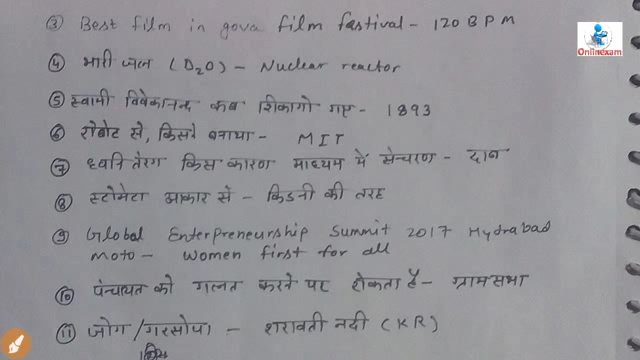 ③ Best film in gova film fastival - 120 B P M
Onlinexam
④ भारी जल (D₂O) - Nuclear reactor
⑤ स्वामी विवेकानन्द कब शिकागो गए - 1893
⑥ रोबोट से, किसने बनाया - MIT
⑦ ध्वनि तरंग किस कारण माध्यम में संचरण - दाब
⑧ स्टोमेटा आकार से - किडनी की तरह
⑨ Global Enterpreneurship Summit 2017 Hydrabad
Moto - Women first for all
⑩ पंचायत को गलत करने पर रोकता है - ग्रामसभा
⑪ जोग/गरसोपा - शरावती नदी (KR)